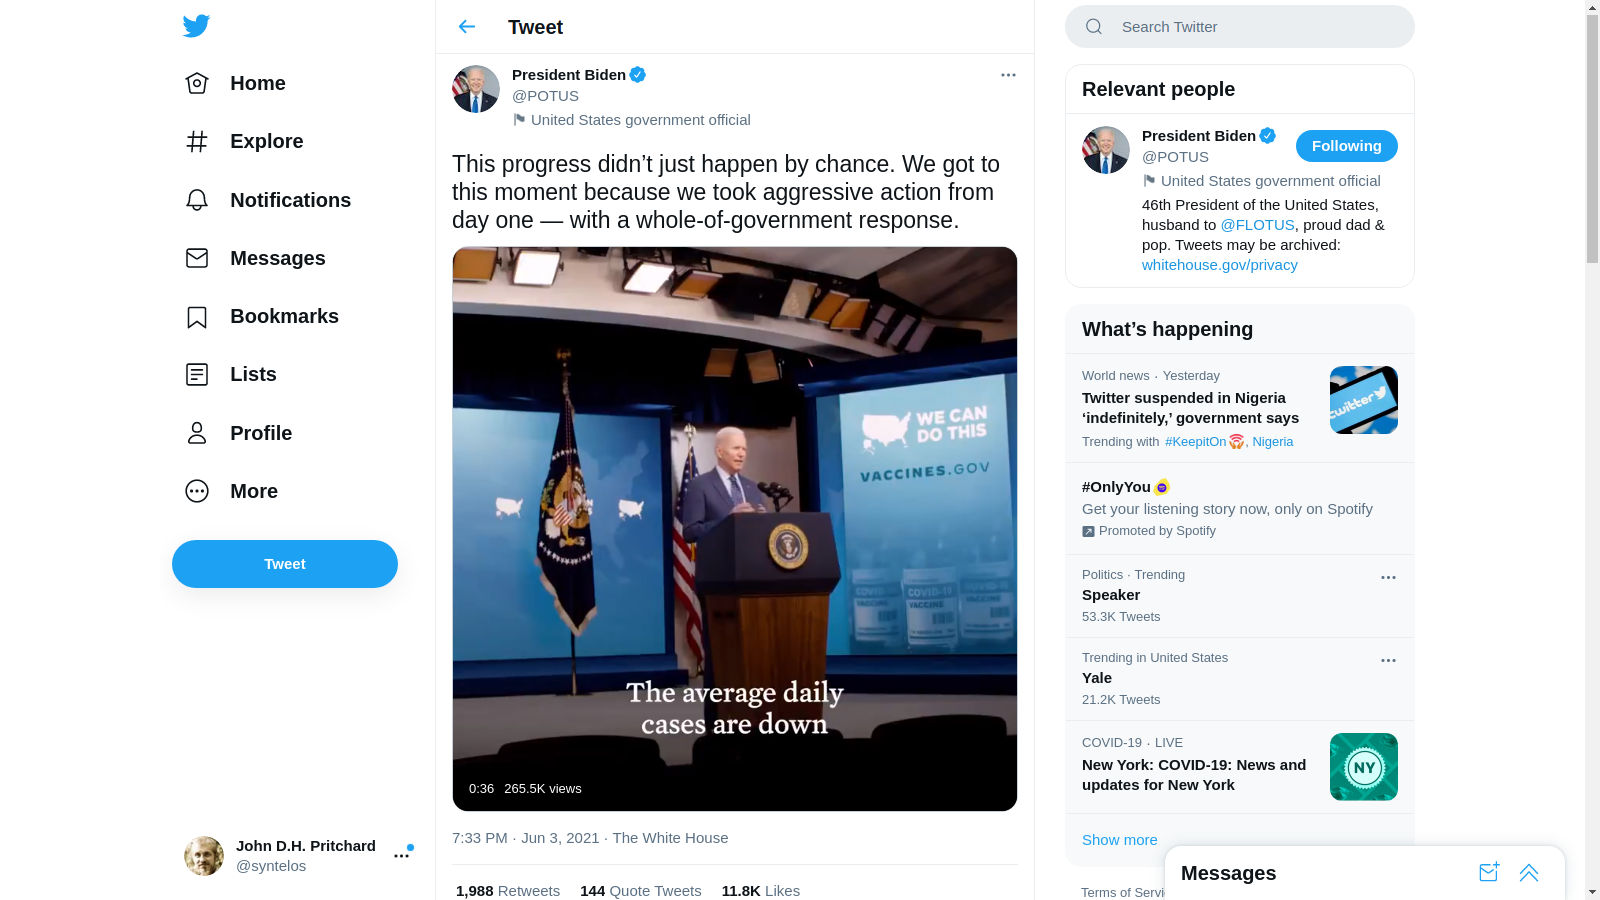 Home
Explore
Notifications
Messages
Bookmarks
Lists
Profile
More
Tweet
John D.H. Pritchard
@syntelos
Tweet
President Biden
@POTUS
United States government official
This progress didn’t just happen by chance. We got to
this moment because we took aggressive action from
day one — with a whole-of-government response.
WE CAN
DO THIS
VACCINES.GOV
COVID-19
VACCINE
COVID-19
VACCINE
The average daily
cases are down
0:36 265.5K views
7:33 PM · Jun 3, 2021 · The White House
1,988 Retweets 144 Quote Tweets 11.8K Likes
Search Twitter
Relevant people
President Biden
Following
@POTUS
United States government official
46th President of the United States,
husband to @FLOTUS, proud dad &
pop. Tweets may be archived:
whitehouse.gov/privacy
What’s happening
World news · Yesterday
Twitter suspended in Nigeria
‘indefinitely,’ government says
Trending with #KeepitOn, Nigeria
twitter
#OnlyYou
Get your listening story now, only on Spotify
Promoted by Spotify
Politics · Trending
Speaker
53.3K Tweets
Trending in United States
Yale
21.2K Tweets
COVID-19 · LIVE
New York: COVID-19: News and
updates for New York
NY
Show more
Terms of Servi
Messages